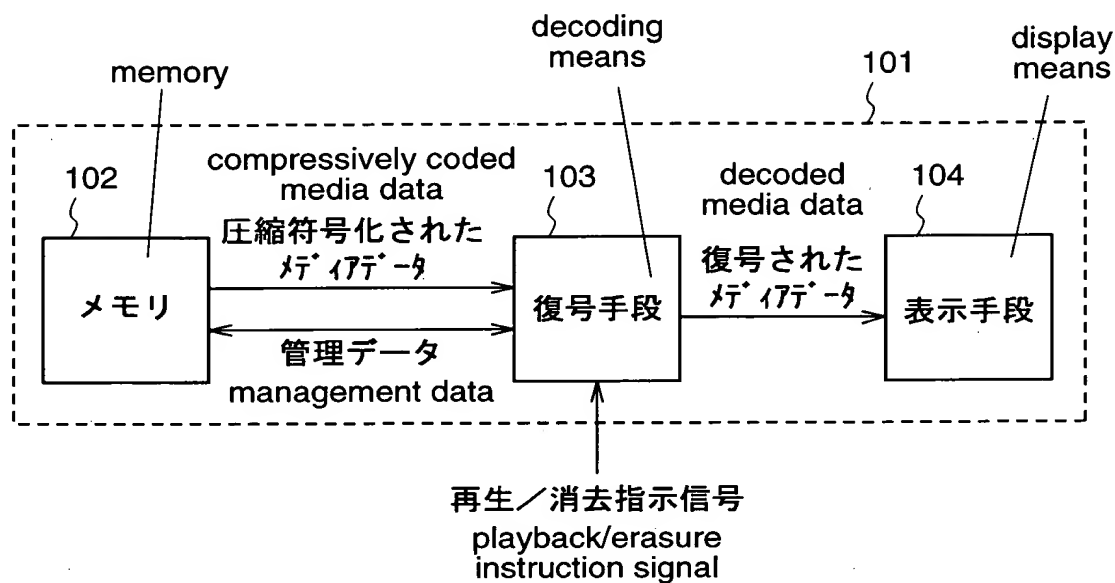 decoding
means
display
means
memory
101
compressively coded
media data
圧縮符号化された
メディアデータ
102
103
decoded
media data
復号された
メディアデータ
104
メモリ
復号手段
表示手段
管理データ
management data
再生/消去指示信号
playback/erasure
instruction signal